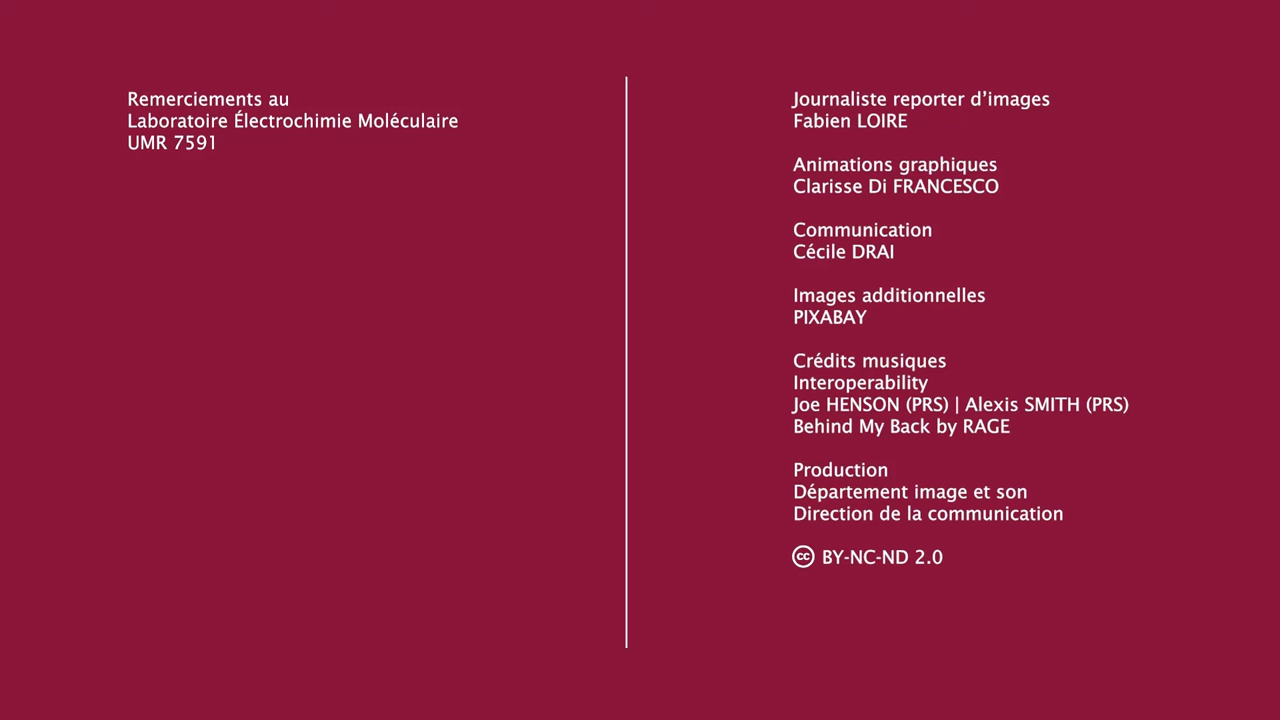 Remerciements au
Laboratoire Électrochimie Moléculaire
UMR 7591
Journaliste reporter d’images
Fabien LOIRE
Animations graphiques
Clarisse Di FRANCESCO
Communication
Cécile DRAI
Images additionnelles
PIXABAY
Crédits musiques
Interoperability
Joe HENSON (PRS) | Alexis SMITH (PRS)
Behind My Back by RAGE
Production
Département image et son
Direction de la communication
cc BY-NC-ND 2.0